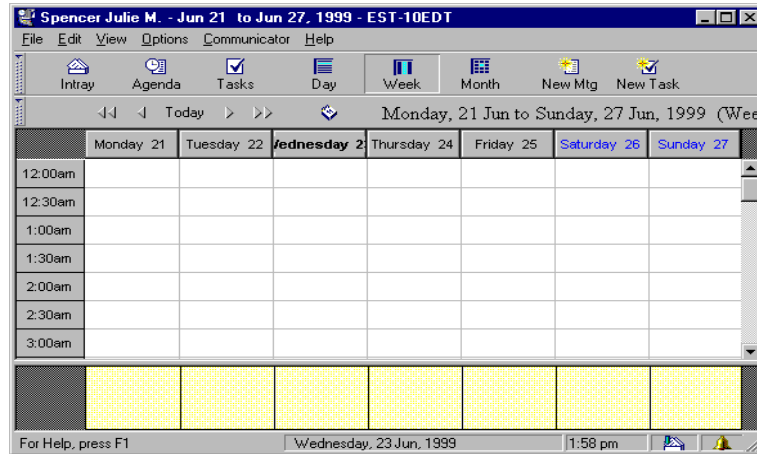 Spencer Julie M. - Jun 21 to Jun 27, 1999 - EST-10EDT
File Edit View Options Communicator Help
Intray Agenda Tasks Day Week Month New Mtg New Task
Today Monday, 21 Jun to Sunday, 27 Jun, 1999 (Wee
Monday 21 Tuesday 22 Wednesday 2 Thursday 24 Friday 25 Saturday 26 Sunday 27
12:00am
12:30am
1:00am
1:30am
2:00am
2:30am
3:00am
For Help, press F1 Wednesday, 23 Jun, 1999 1:58 pm